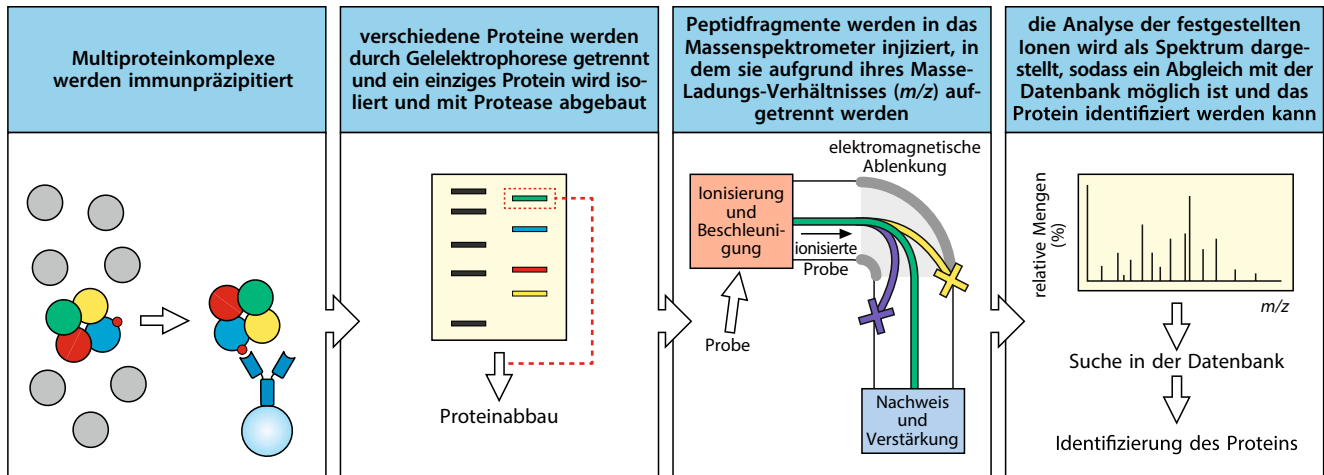 Multiproteinkomplexe
werden immunpräzipitiert
verschiedene Proteine werden
durch Gelelektrophorese getrennt
und ein einziges Protein wird iso-
liert und mit Protease abgebaut
Peptidfragmente werden in das
Massenspektrometer injiziert, in
dem sie aufgrund ihres Masse-
Ladungs-Verhältnisses (m/z) auf-
getrennt werden
die Analyse der festgestellten
Ionen wird als Spektrum darge-
stellt, sodass ein Abgleich mit der
Datenbank möglich ist und das
Protein identifiziert werden kann
Proteinabbau
elektromagnetische
Ablenkung
Ionisierung
und
Beschleuni-
gung
ionisierte
Probe
Probe
Nachweis
und
Verstärkung
relative Mengen
(%)
m/z
Suche in der Datenbank
Identifizierung des Proteins